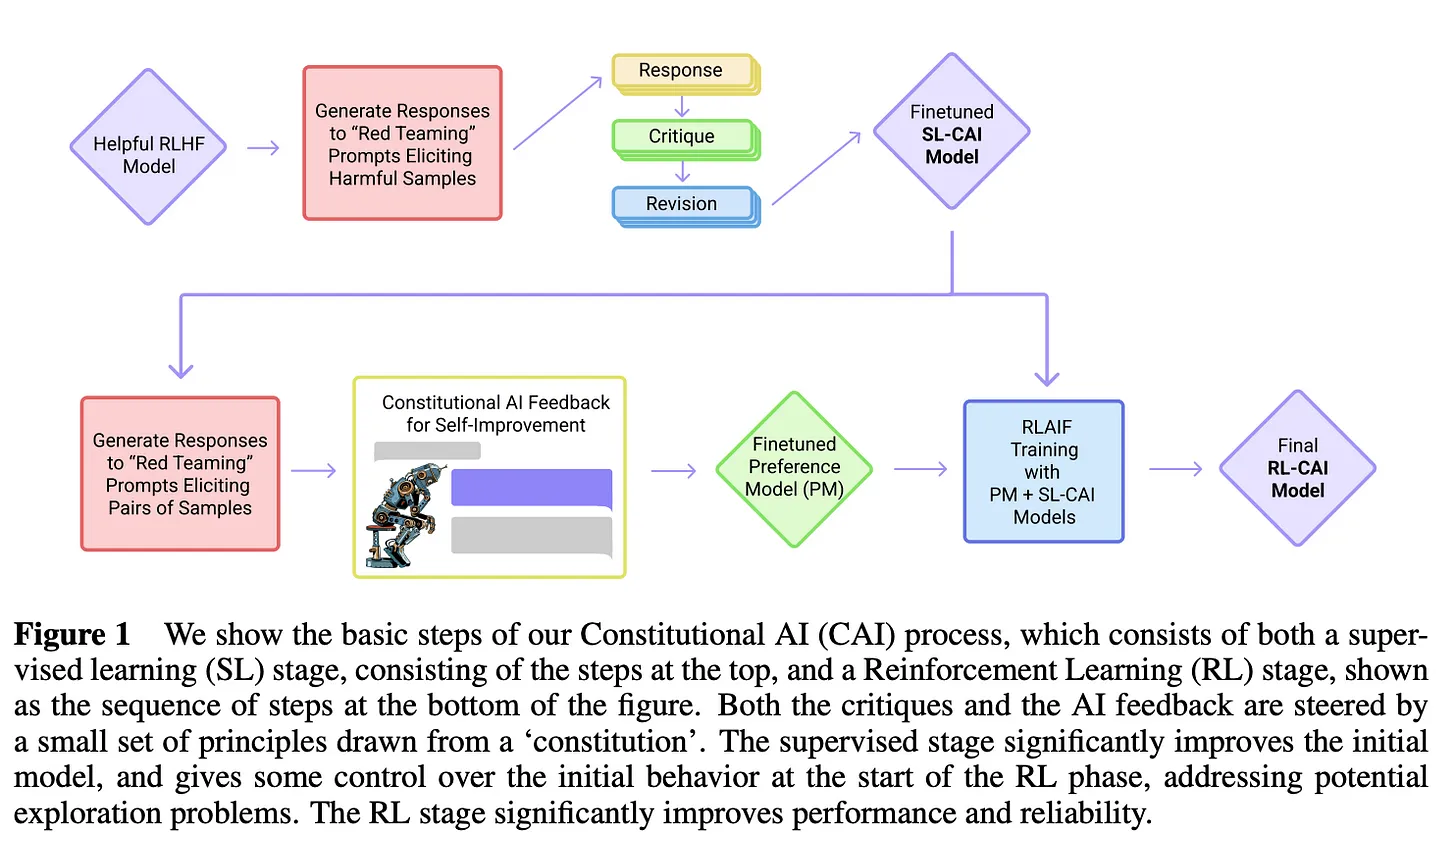 Helpful RLHF
Model
Generate Responses
to “Red Teaming”
Prompts Eliciting
Harmful Samples
Response
Critique
Revision
Finetuned
SL-CAI
Model
Generate Responses
to “Red Teaming”
Prompts Eliciting
Pairs of Samples
Constitutional AI Feedback
for Self-Improvement
Finetuned
Preference
Model (PM)
RLAIF
Training
with
PM + SL-CAI
Models
Final
RL-CAI
Model
Figure 1 We show the basic steps of our Constitutional AI (CAI) process, which consists of both a super-
vised learning (SL) stage, consisting of the steps at the top, and a Reinforcement Learning (RL) stage, shown
as the sequence of steps at the bottom of the figure. Both the critiques and the AI feedback are steered by
a small set of principles drawn from a ‘constitution’. The supervised stage significantly improves the initial
model, and gives some control over the initial behavior at the start of the RL phase, addressing potential
exploration problems. The RL stage significantly improves performance and reliability.